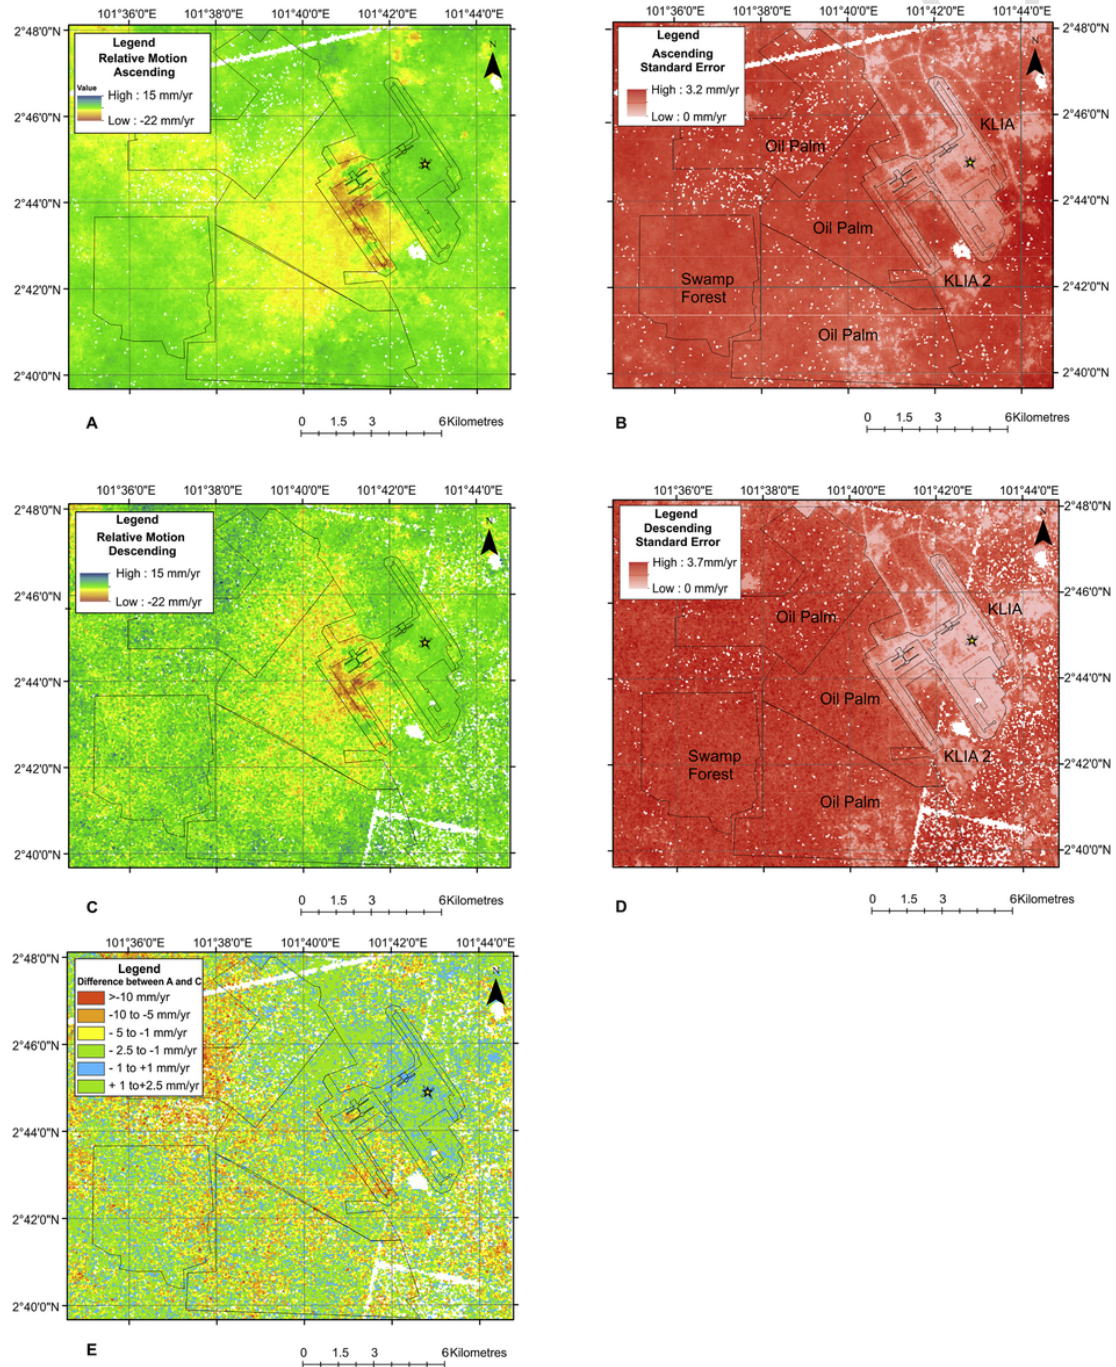 101°36'0"E 101°38'0"E 101°40'0"E 101°42'0"E 101°44'0"E
2°48'0"N
2°46'0"N
2°44'0"N
2°42'0"N
2°40'0"N
Legend
Relative Motion
Ascending
Value
High : 15 mm/yr
Low : -22 mm/yr
N
A
0 1.5 3 6Kilometres
101°36'0"E 101°38'0"E 101°40'0"E 101°42'0"E 101°44'0"E
2°48'0"N
2°46'0"N
2°44'0"N
2°42'0"N
2°40'0"N
Legend
Ascending
Standard Error
High : 3.2 mm/yr
Low : 0 mm/yr
N
KLIA
Oil Palm
Oil Palm
Swamp
Forest
KLIA 2
Oil Palm
B
0 1.5 3 6Kilometres
101°36'0"E 101°38'0"E 101°40'0"E 101°42'0"E 101°44'0"E
2°48'0"N
2°46'0"N
2°44'0"N
2°42'0"N
2°40'0"N
Legend
Relative Motion
Descending
High : 15 mm/yr
Low : -22 mm/yr
N
C
0 1.5 3 6Kilometres
101°36'0"E 101°38'0"E 101°40'0"E 101°42'0"E 101°44'0"E
2°48'0"N
2°46'0"N
2°44'0"N
2°42'0"N
2°40'0"N
Legend
Descending
Standard Error
High : 3.7mm/yr
Low : 0 mm/yr
N
KLIA
Oil Palm
Oil Palm
Swamp
Forest
KLIA 2
Oil Palm
D
0 1.5 3 6Kilometres
101°36'0"E 101°38'0"E 101°40'0"E 101°42'0"E 101°44'0"E
2°48'0"N
2°46'0"N
2°44'0"N
2°42'0"N
2°40'0"N
Legend
Difference between A and C
>-10 mm/yr
-10 to -5 mm/yr
- 5 to -1 mm/yr
- 2.5 to -1 mm/yr
- 1 to +1 mm/yr
+ 1 to+2.5 mm/yr
N
E
0 1.5 3 6Kilometres